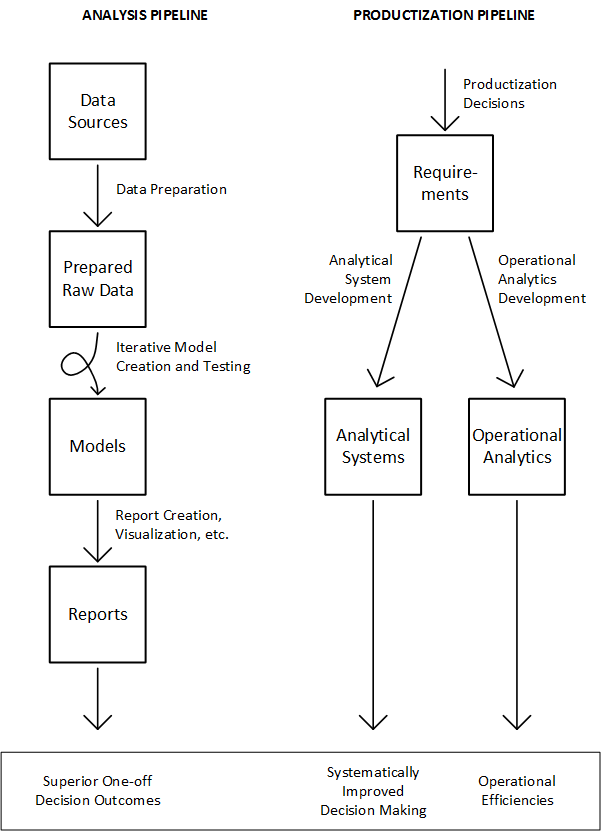 ANALYSIS PIPELINE
Data
Sources
Data Preparation
Prepared
Raw Data
Iterative Model
Creation and Testing
Models
Report Creation,
Visualization, etc.
Reports
Superior One-off
Decision Outcomes
PRODUCTIZATION PIPELINE
Productization
Decisions
Require-
ments
Analytical
System
Development
Operational
Analytics
Development
Analytical
Systems
Operational
Analytics
Systematically
Improved
Decision Making
Operational
Efficiencies